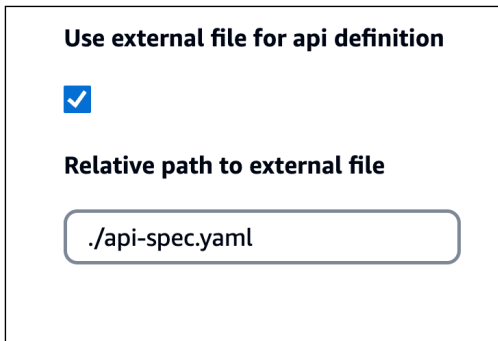 Use external file for api definition
Relative path to external file
./api-spec.yaml